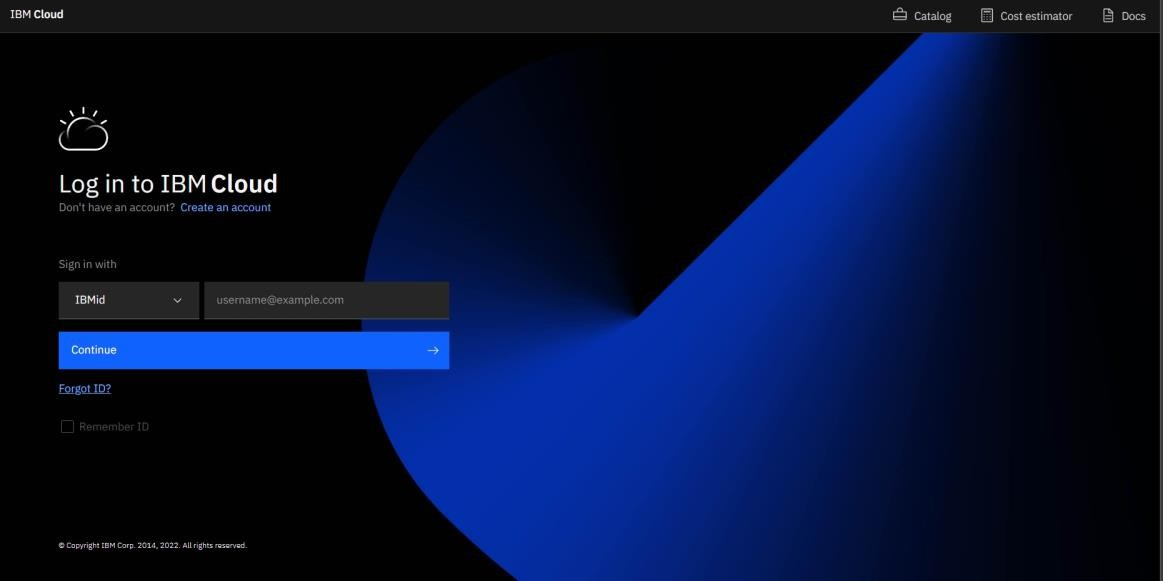 IBM Cloud
Catalog
Cost estimator
Docs
Log in to IBM Cloud
Don't have an account? Create an account
Sign in with
IBMid
username@example.com
Continue
Forgot ID?
Remember ID
© Copyright IBM Corp. 2014, 2022. All rights reserved.